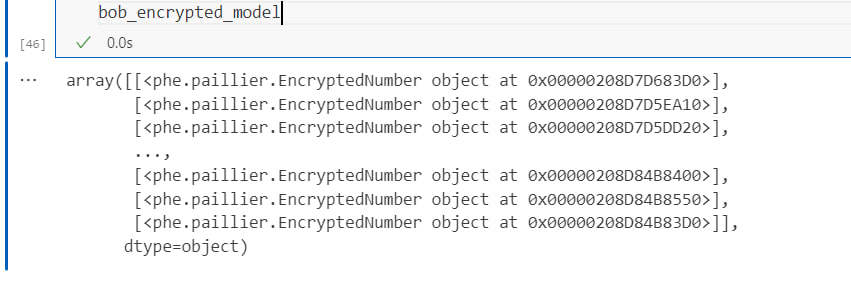 bob_encrypted_model
[46]
0.0s
... array([[<phe.paillier.EncryptedNumber object at 0x00000208D7D683D0>],
[<phe.paillier.EncryptedNumber object at 0x00000208D7D5EA10>],
[<phe.paillier.EncryptedNumber object at 0x00000208D7D5DD20>],
...,
[<phe.paillier.EncryptedNumber object at 0x00000208D84B8400>],
[<phe.paillier.EncryptedNumber object at 0x00000208D84B8550>],
[<phe.paillier.EncryptedNumber object at 0x00000208D84B83D0>]],
dtype=object)